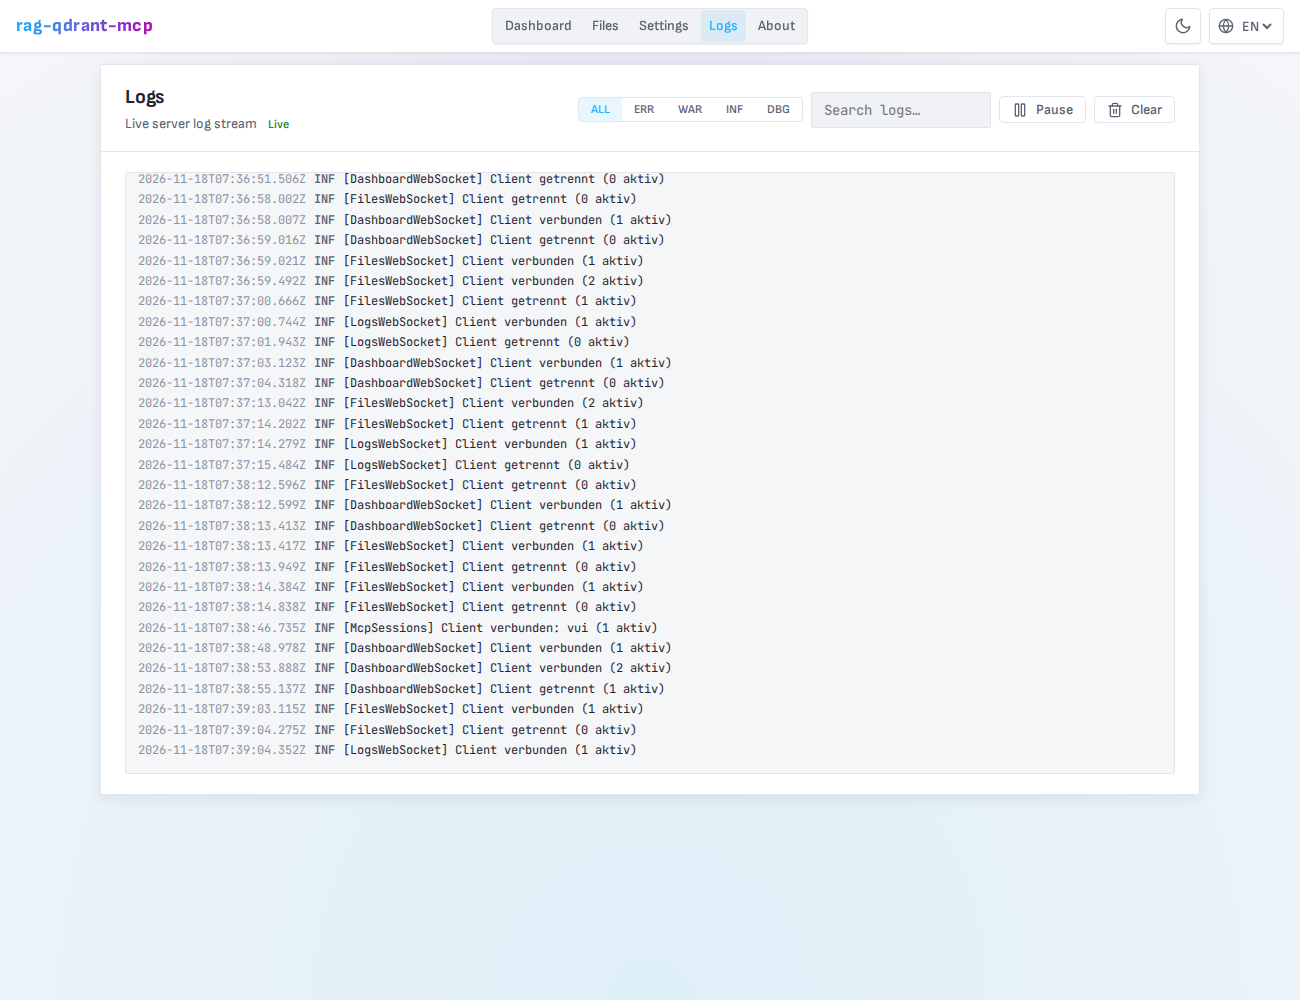 rag-qdrant-mcp
Dashboard Files Settings Logs About
EN
Logs
Live server log stream Live
ALL ERR WAR INF DBG
Search logs…
Pause
Clear
2026-11-18T07:36:51.506Z INF [DashboardWebSocket] Client getrennt (0 aktiv)
2026-11-18T07:36:58.002Z INF [FilesWebSocket] Client getrennt (0 aktiv)
2026-11-18T07:36:58.007Z INF [DashboardWebSocket] Client verbunden (1 aktiv)
2026-11-18T07:36:59.016Z INF [DashboardWebSocket] Client getrennt (0 aktiv)
2026-11-18T07:36:59.021Z INF [FilesWebSocket] Client verbunden (1 aktiv)
2026-11-18T07:36:59.492Z INF [FilesWebSocket] Client verbunden (2 aktiv)
2026-11-18T07:37:00.666Z INF [FilesWebSocket] Client getrennt (1 aktiv)
2026-11-18T07:37:00.744Z INF [LogsWebSocket] Client verbunden (1 aktiv)
2026-11-18T07:37:01.943Z INF [LogsWebSocket] Client getrennt (0 aktiv)
2026-11-18T07:37:03.123Z INF [DashboardWebSocket] Client verbunden (1 aktiv)
2026-11-18T07:37:04.318Z INF [DashboardWebSocket] Client getrennt (0 aktiv)
2026-11-18T07:37:13.042Z INF [FilesWebSocket] Client verbunden (2 aktiv)
2026-11-18T07:37:14.202Z INF [FilesWebSocket] Client getrennt (1 aktiv)
2026-11-18T07:37:14.279Z INF [LogsWebSocket] Client verbunden (1 aktiv)
2026-11-18T07:37:15.484Z INF [LogsWebSocket] Client getrennt (0 aktiv)
2026-11-18T07:38:12.596Z INF [FilesWebSocket] Client getrennt (0 aktiv)
2026-11-18T07:38:12.599Z INF [DashboardWebSocket] Client verbunden (1 aktiv)
2026-11-18T07:38:13.413Z INF [DashboardWebSocket] Client getrennt (0 aktiv)
2026-11-18T07:38:13.417Z INF [FilesWebSocket] Client verbunden (1 aktiv)
2026-11-18T07:38:13.949Z INF [FilesWebSocket] Client getrennt (0 aktiv)
2026-11-18T07:38:14.384Z INF [FilesWebSocket] Client verbunden (1 aktiv)
2026-11-18T07:38:14.838Z INF [FilesWebSocket] Client getrennt (0 aktiv)
2026-11-18T07:38:46.735Z INF [McpSessions] Client verbunden: vui (1 aktiv)
2026-11-18T07:38:48.978Z INF [DashboardWebSocket] Client verbunden (1 aktiv)
2026-11-18T07:38:53.888Z INF [DashboardWebSocket] Client verbunden (2 aktiv)
2026-11-18T07:38:55.137Z INF [DashboardWebSocket] Client getrennt (1 aktiv)
2026-11-18T07:39:03.115Z INF [FilesWebSocket] Client verbunden (1 aktiv)
2026-11-18T07:39:04.275Z INF [FilesWebSocket] Client getrennt (0 aktiv)
2026-11-18T07:39:04.352Z INF [LogsWebSocket] Client verbunden (1 aktiv)